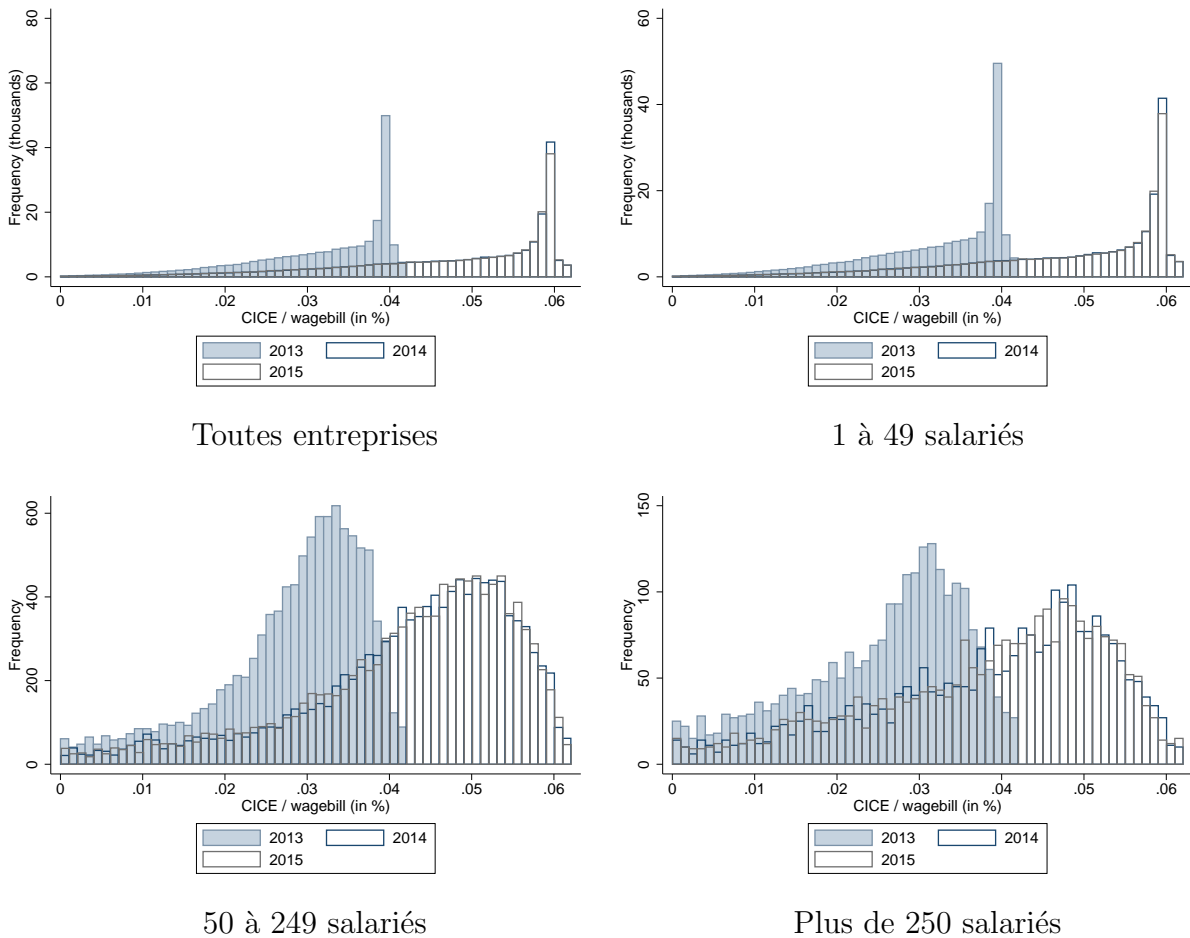 Frequency (thousands)
80
60
40
20
0
0 .01 .02 .03 .04 .05 .06
CICE / wagebill (in %)
2013 2014
2015
Toutes entreprises
Frequency (thousands)
60
40
20
0
0 .01 .02 .03 .04 .05 .06
CICE / wagebill (in %)
2013 2014
2015
1 à 49 salariés
Frequency
600
400
200
0
0 .01 .02 .03 .04 .05 .06
CICE / wagebill (in %)
2013 2014
2015
50 à 249 salariés
Frequency
150
100
50
0
0 .01 .02 .03 .04 .05 .06
CICE / wagebill (in %)
2013 2014
2015
Plus de 250 salariés